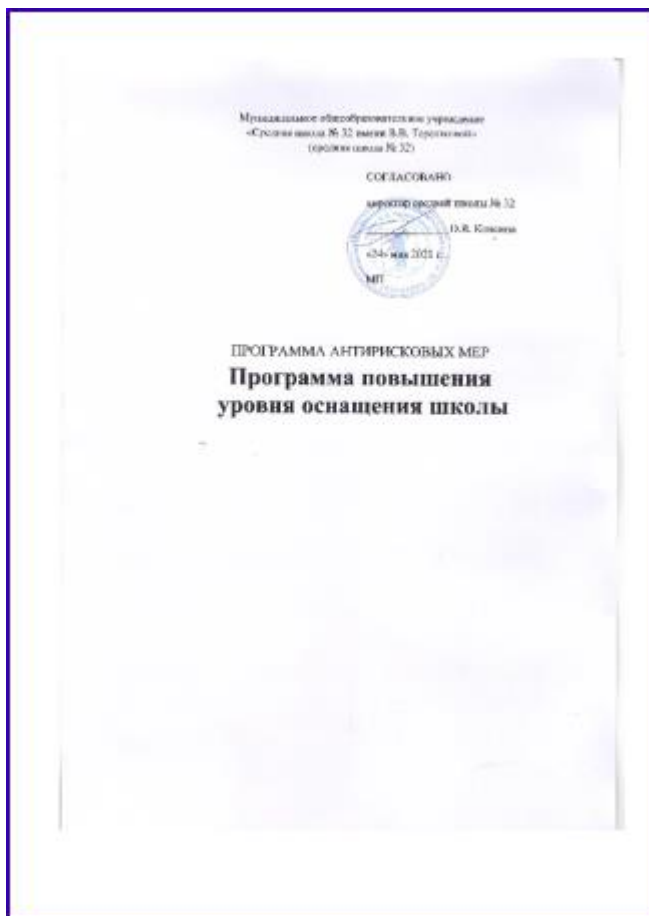 Муниципальное общеобразовательное учреждение
«Средняя школа № 32 имени В.В. Терешковой»
(средняя школа № 32)
СОГЛАСОВАНО
директор средней школы № 32
«24» мая 2021 г.
МП
ПРОГРАММА АНТИРИСКОВЫХ МЕР
Программа повышения
уровня оснащения школы